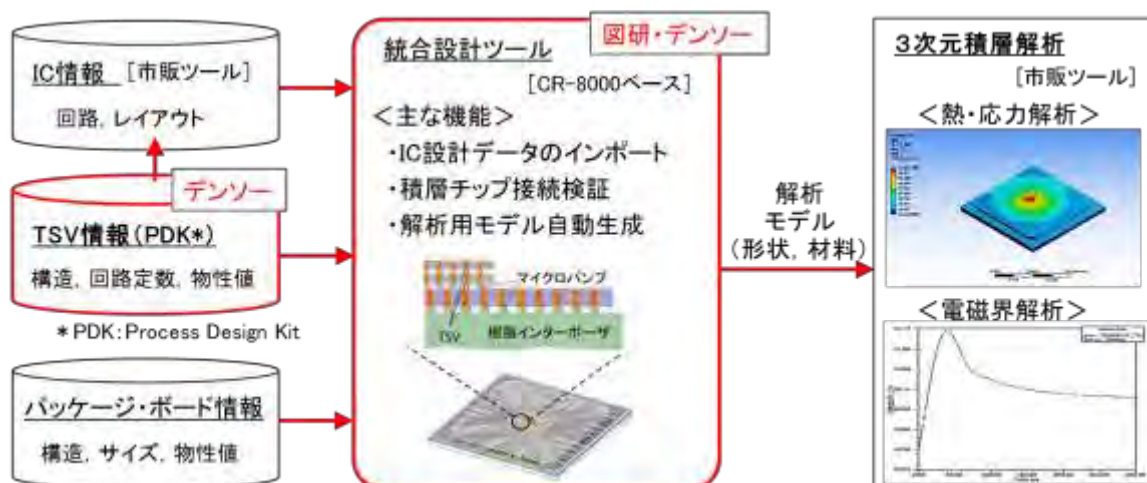 IC情報 [市販ツール]
回路, レイアウト
デンソー
TSV情報(PDK*)
構造, 回路定数, 物性値
*PDK:Process Design Kit
パッケージ・ボード情報
構造, サイズ, 物性値
図研・デンソー
統合設計ツール
[CR-8000ベース]
<主な機能>
・IC設計データのインポート
・積層チップ接続検証
・解析用モデル自動生成
マイクロバンプ
TSV
樹脂インターポーザ
解析
モデル
(形状, 材料)
3次元積層解析
[市販ツール]
<熱・応力解析>
<電磁界解析>